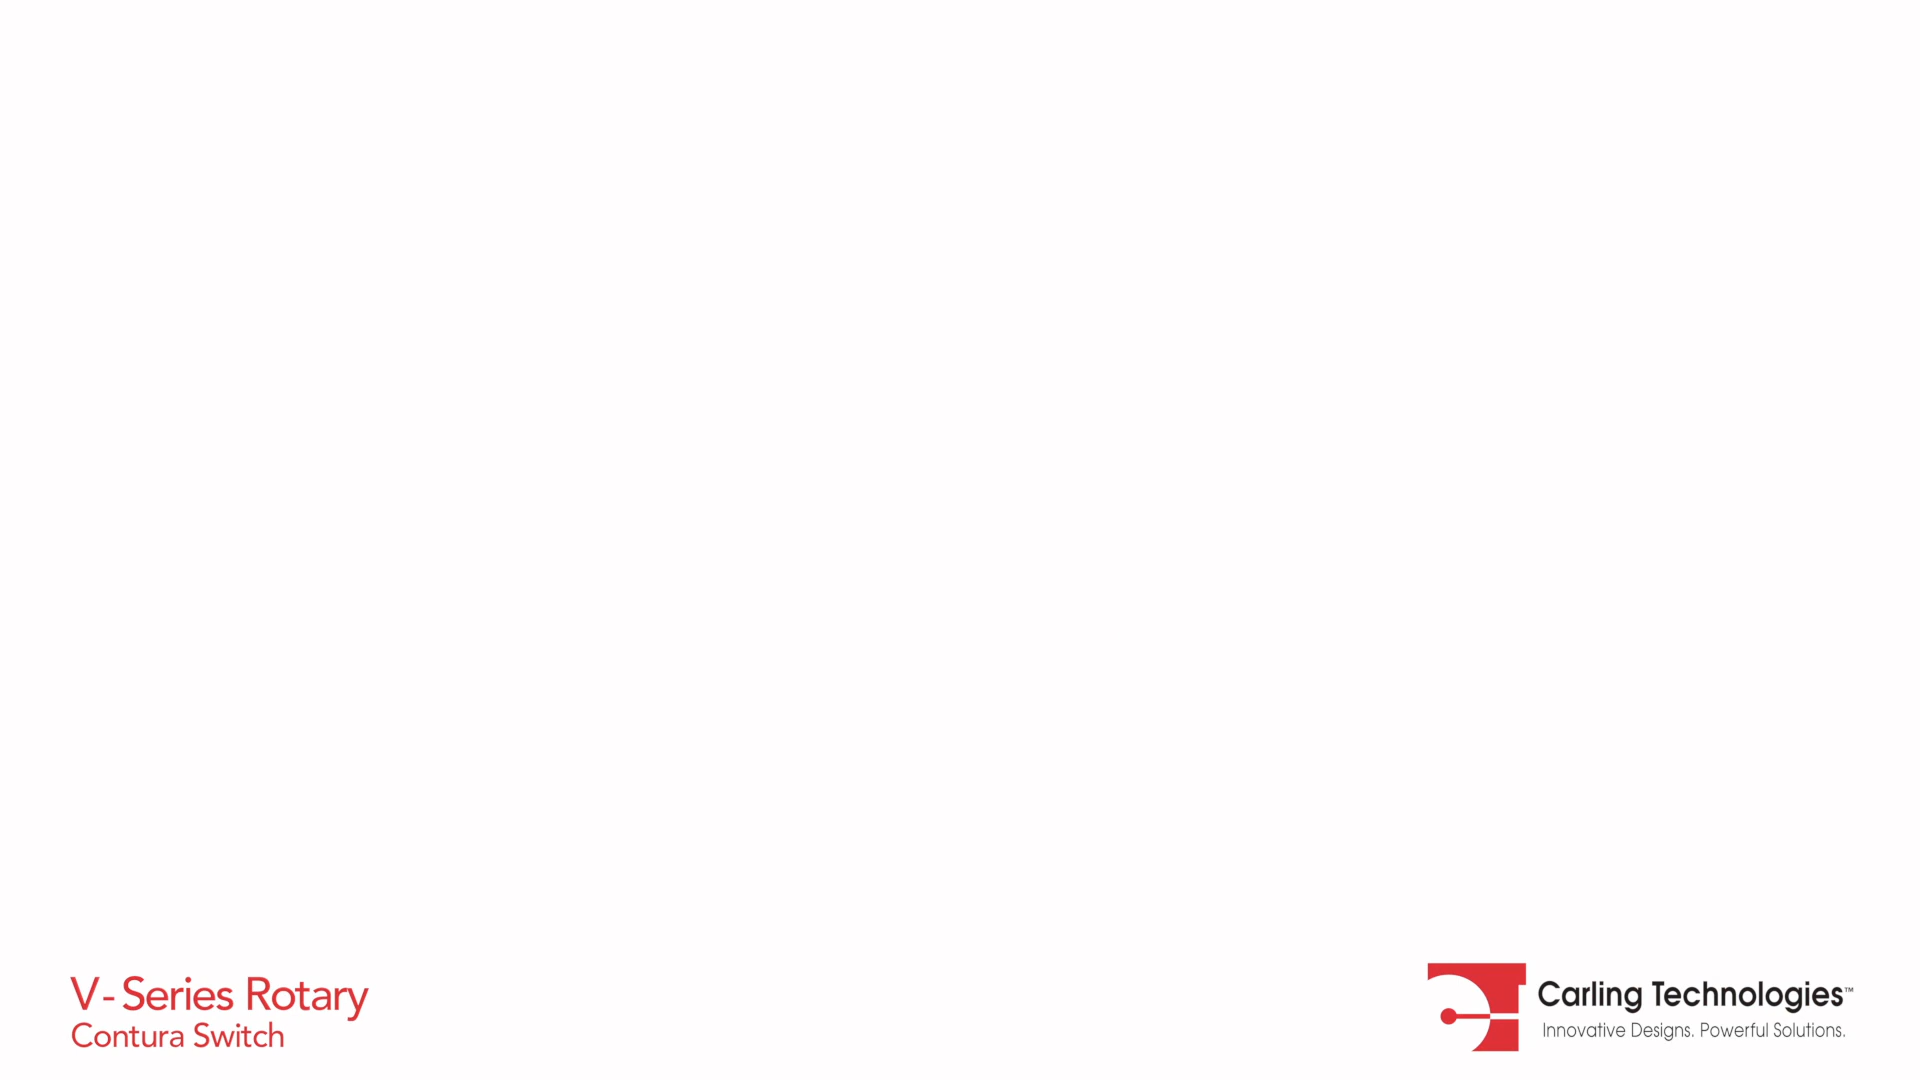 V-Series Rotary
Contura Switch
Carling Technologies™
Innovative Designs. Powerful Solutions.